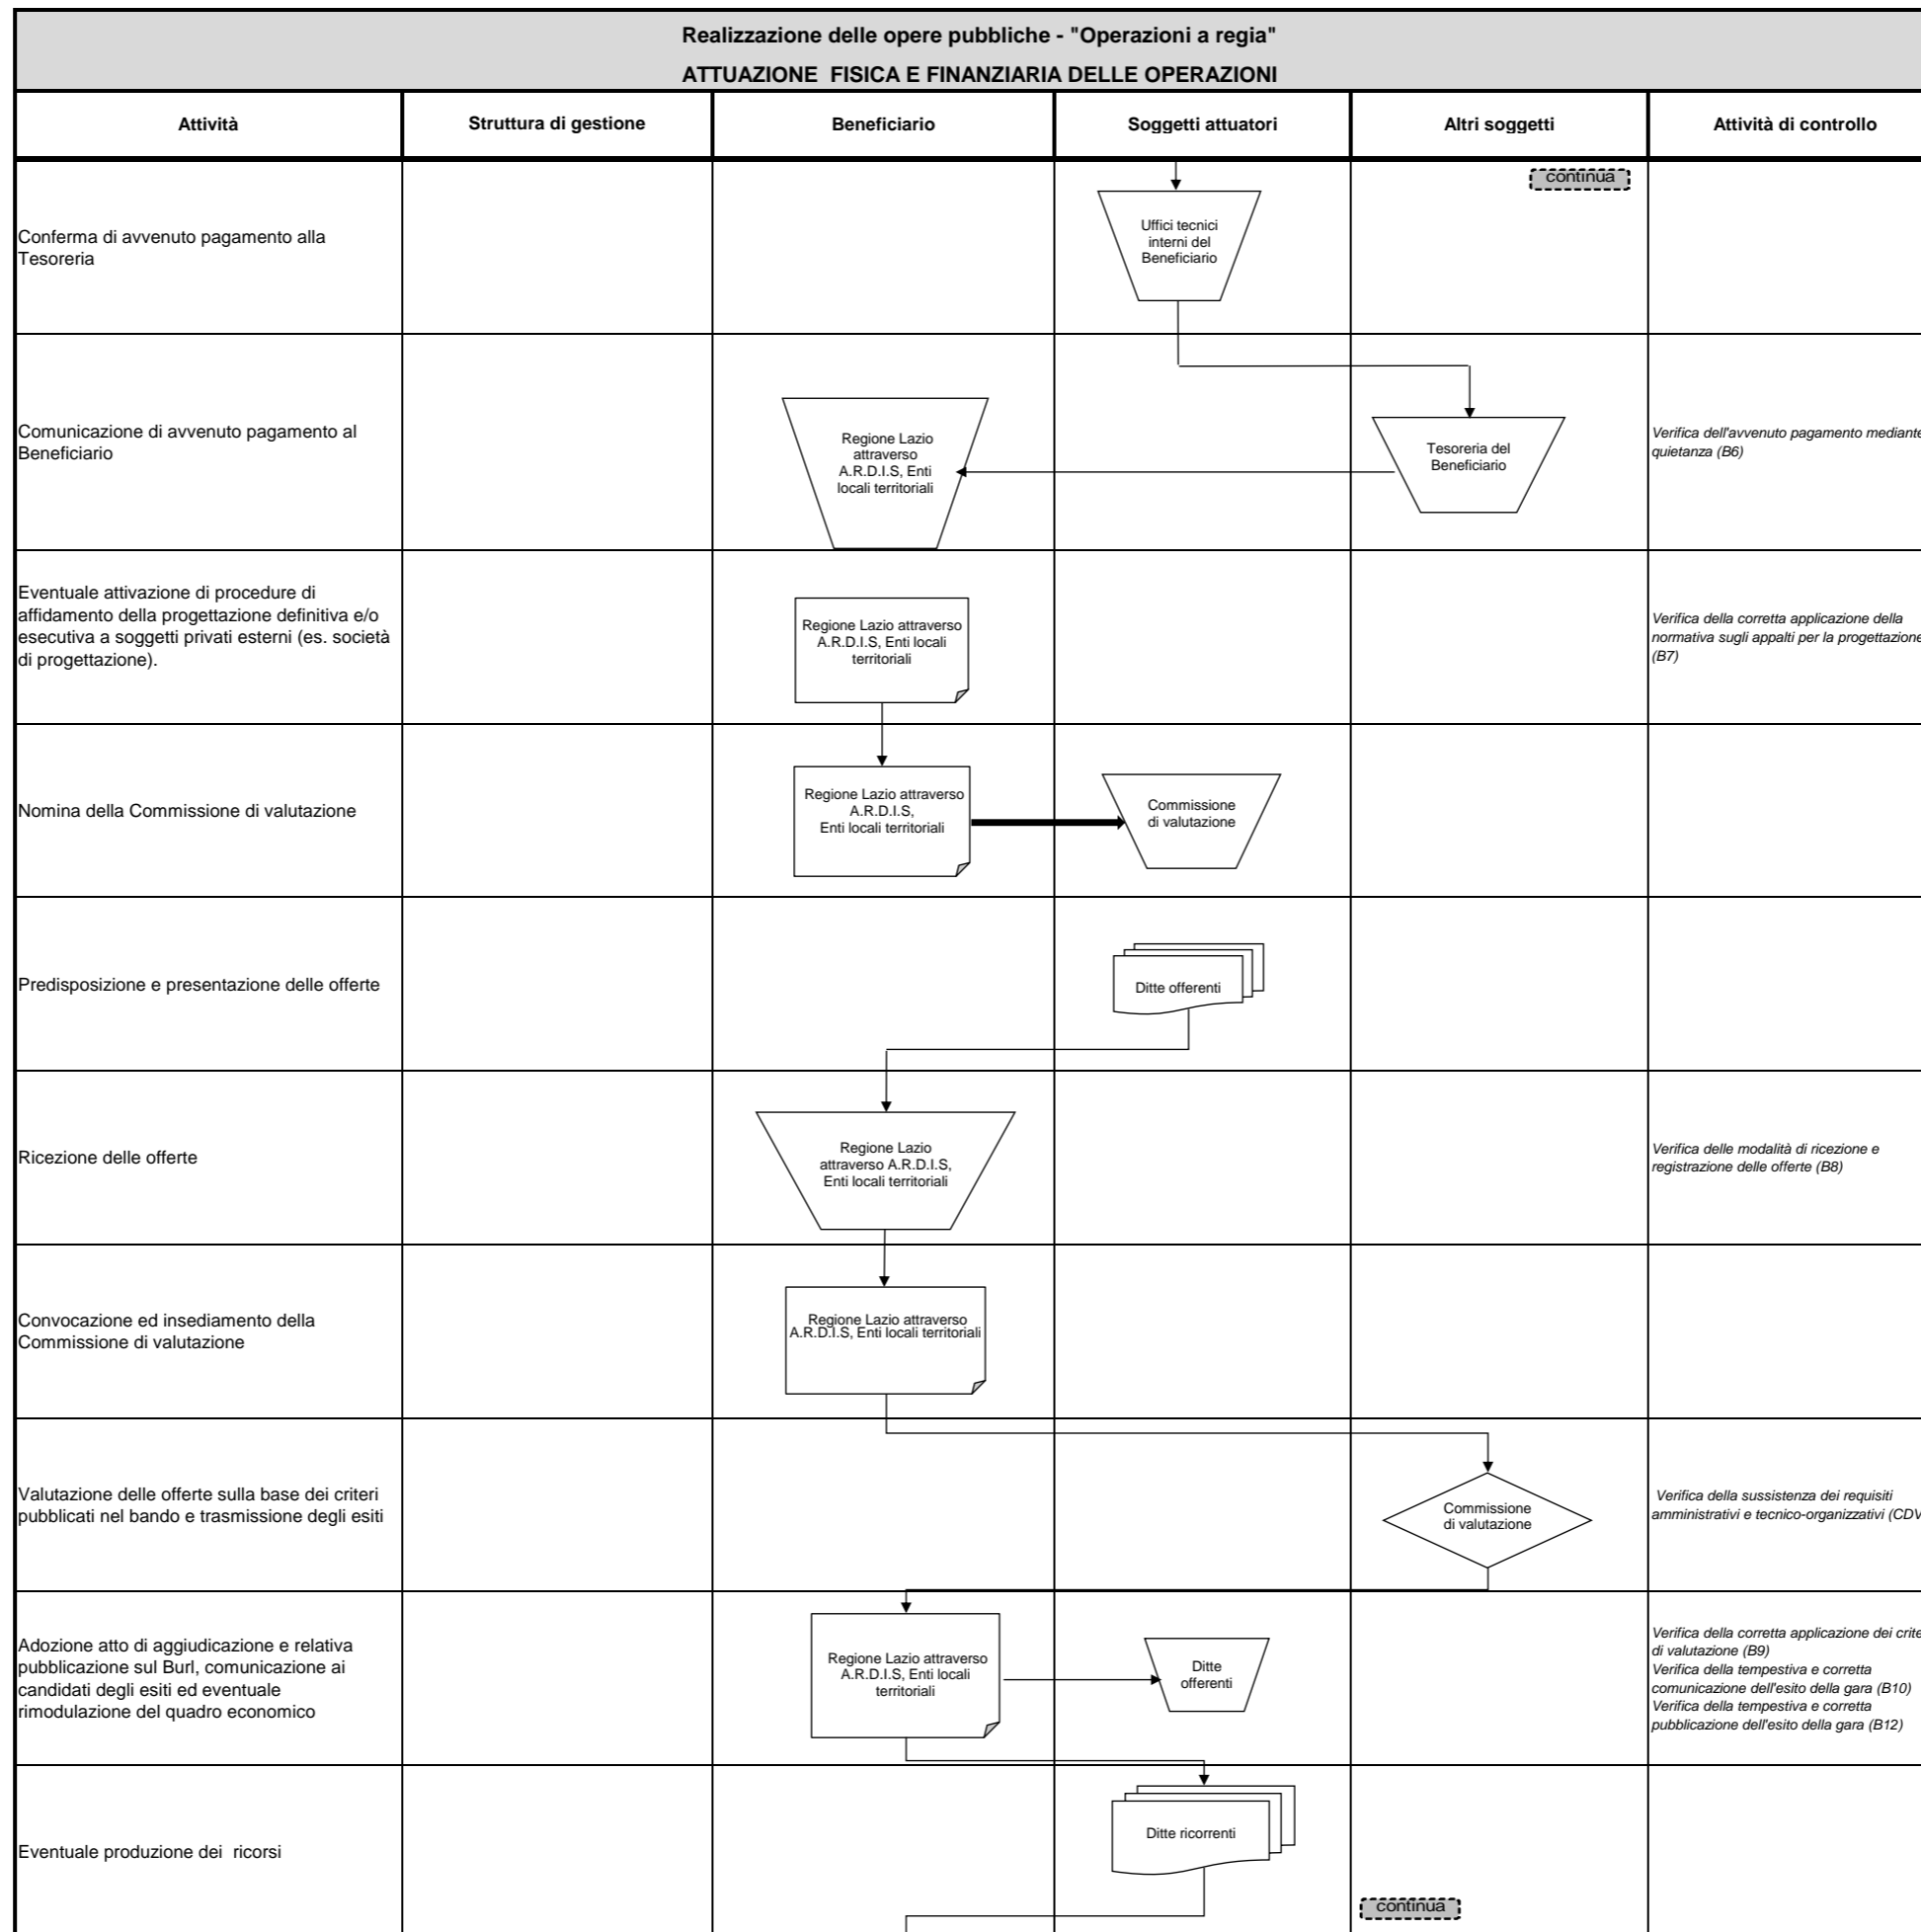 Realizzazione delle opere pubbliche - "Operazioni a regia"
ATTUAZIONE FISICA E FINANZIARIA DELLE OPERAZIONI
Attività
Struttura di gestione
Beneficiario
Soggetti attuatori
Altri soggetti
Attività di controllo
continua
Conferma di avvenuto pagamento alla
Tesoreria
Uffici tecnici
interni del
Beneficiario
Comunicazione di avvenuto pagamento al
Beneficiario
Regione Lazio
attraverso
A.R.D.I.S, Enti
locali territoriali
Tesoreria del
Beneficiario
Verifica dell'avvenuto pagamento mediante
quietanza (B6)
Eventuale attivazione di procedure di
affidamento della progettazione definitiva e/o
esecutiva a soggetti privati esterni (es. società
di progettazione).
Regione Lazio attraverso
A.R.D.I.S, Enti locali
territoriali
Verifica della corretta applicazione della
normativa sugli appalti per la progettazione
(B7)
Nomina della Commissione di valutazione
Regione Lazio attraverso
A.R.D.I.S,
Enti locali territoriali
Commissione
di valutazione
Predisposizione e presentazione delle offerte
Ditte offerenti
Ricezione delle offerte
Regione Lazio
attraverso A.R.D.I.S,
Enti locali territoriali
Verifica delle modalità di ricezione e
registrazione delle offerte (B8)
Convocazione ed insediamento della
Commissione di valutazione
Regione Lazio attraverso
A.R.D.I.S, Enti locali territoriali
Valutazione delle offerte sulla base dei criteri
pubblicati nel bando e trasmissione degli esiti
Commissione
di valutazione
Verifica della sussistenza dei requisiti
amministrativi e tecnico-organizzativi (CDV
Adozione atto di aggiudicazione e relativa
pubblicazione sul Burl, comunicazione ai
candidati degli esiti ed eventuale
rimodulazione del quadro economico
Regione Lazio attraverso
A.R.D.I.S, Enti locali
territoriali
Ditte
offerenti
Verifica della corretta applicazione dei crite
di valutazione (B9)
Verifica della tempestiva e corretta
comunicazione dell'esito della gara (B10)
Verifica della tempestiva e corretta
pubblicazione dell'esito della gara (B12)
Eventuale produzione dei ricorsi
Ditte ricorrenti
continua